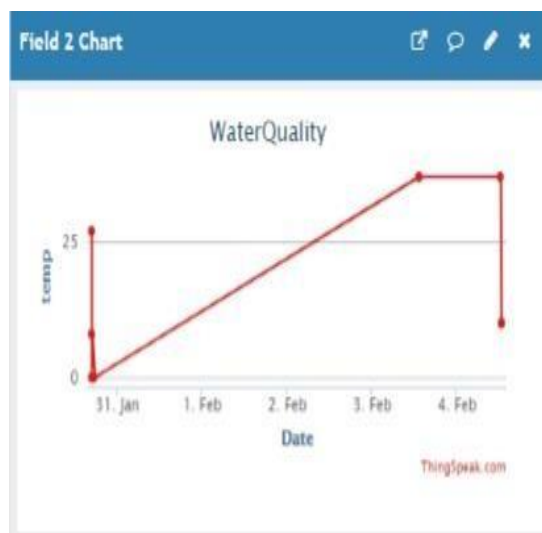 Field 2 Chart
WaterQuality
25
temp
0
31. Jan 1. Feb 2. Feb 3. Feb 4. Feb
Date
ThingSpeak.com